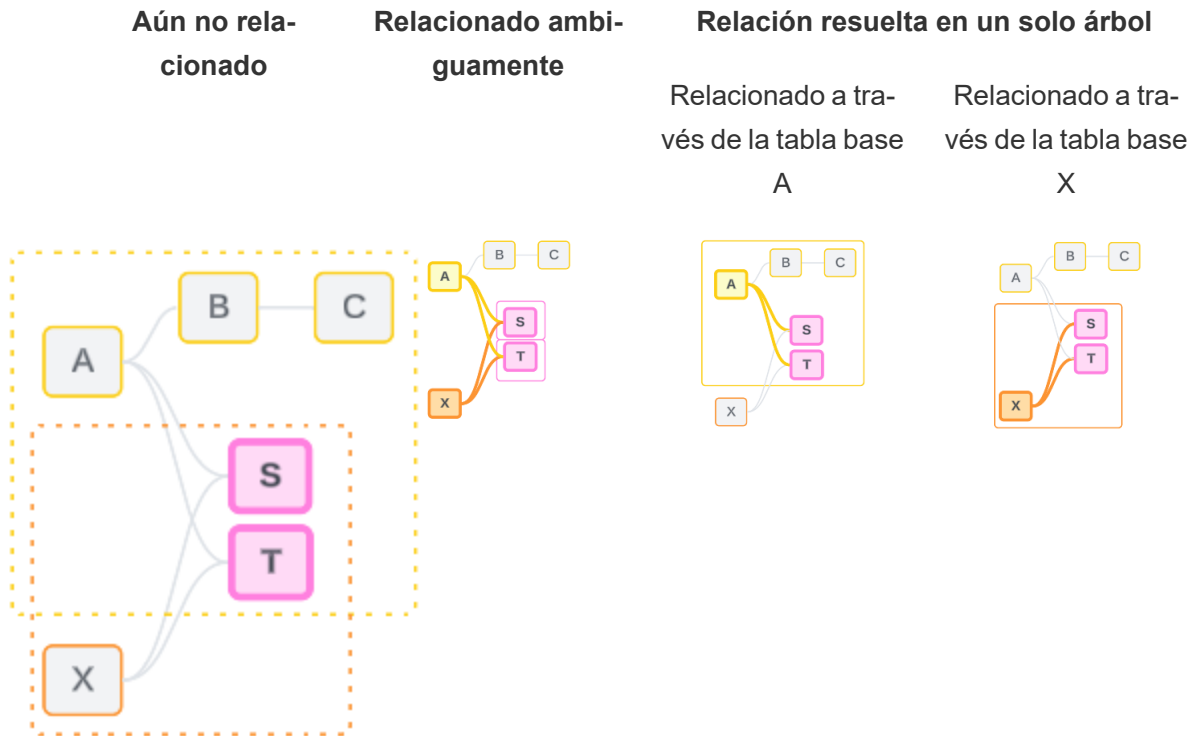 Aún no rela-
cionado
Relacionado ambi-
guamente
Relación resuelta en un solo árbol
Relacionado a tra-
vés de la tabla base
A
Relacionado a tra-
vés de la tabla base
X
A
B
C
S
T
X
A
B
C
S
T
X
A
B
C
S
T
X
A
B
C
S
T
X